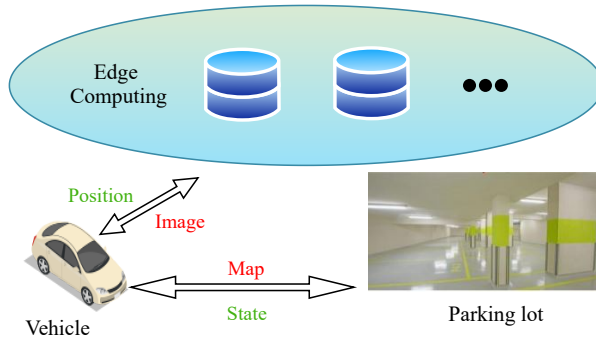 Edge
Computing
Position
Image
Map
State
Vehicle
Parking lot